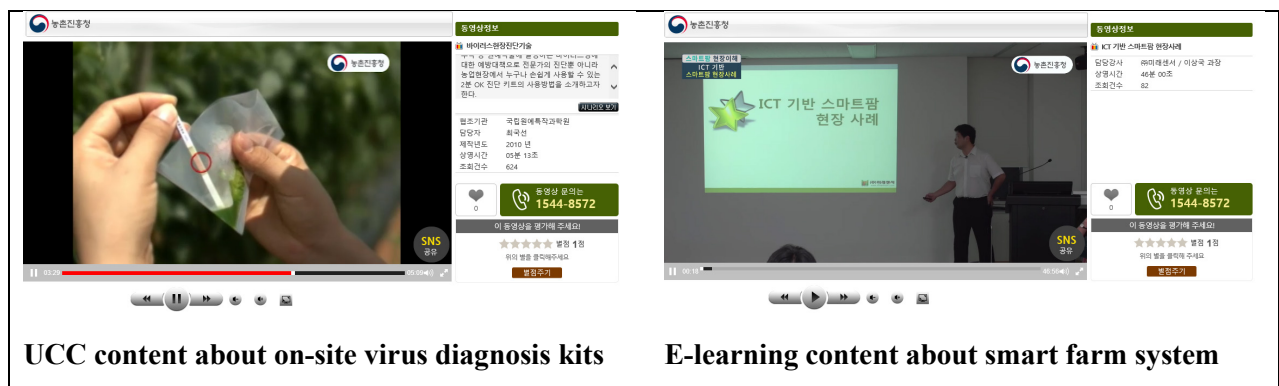 농촌진흥청
동영상정보
바이러스현장진단기술
대한 예방대책으로 전문가의 진단뿐 아니라
농업현장에서 누구나 손쉽게 사용할 수 있는
2분 OK 진단 키트의 사용방법을 소개하고자
한다.
시나리오 보기
농촌진흥청
협조기관 국립원예특작과학원
담당자 최국선
제작년도 2010 년
상영시간 05분 13초
조회건수 624
0
동영상 문의는
1544-8572
이 동영상을 평가해 주세요!
별점 1점
위의 별을 클릭해주세요
별점주기
SNS
공유
03:29
05:09
UCC content about on-site virus diagnosis kits
농촌진흥청
동영상정보
ICT 기반 스마트팜 현장사례
담당강사 ㈜미래센서 / 이상국 과장
상영시간 46분 00초
조회건수 82
스마트팜 현장이해
ICT 기반
스마트팜 현장사례
농촌진흥청
ICT 기반 스마트팜
현장 사례
0
동영상 문의는
1544-8572
이 동영상을 평가해 주세요!
별점 1점
위의 별을 클릭해주세요
별점주기
SNS
공유
00:18
E-learning content about smart farm system